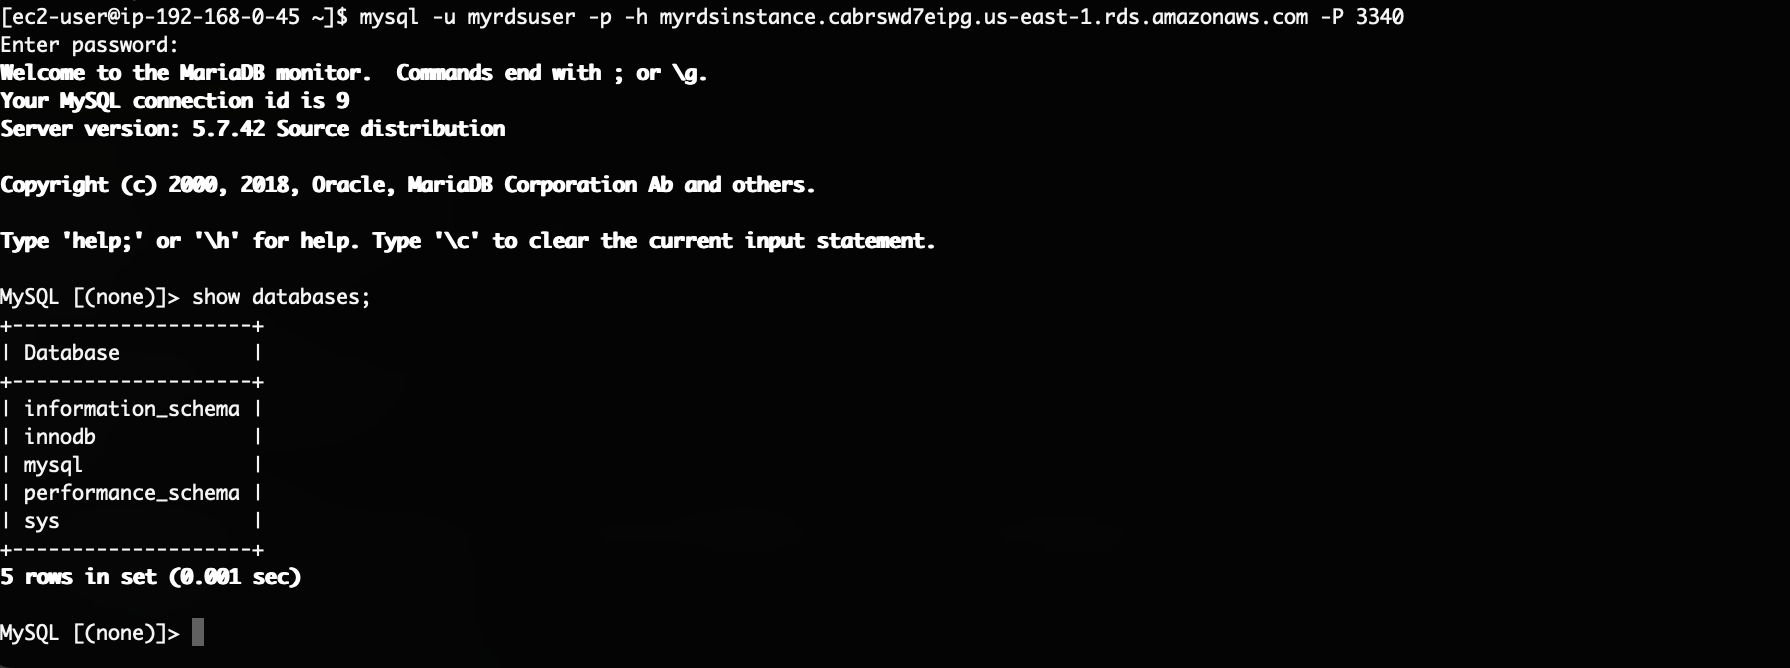 [ec2-user@ip-192-168-0-45 ~]$ mysql -u myrdsuser -p -h myrdsinstance.cabrswd7eipg.us-east-1.rds.amazonaws.com -P 3340
Enter password:
Welcome to the MariaDB monitor.  Commands end with ; or \g.
Your MySQL connection id is 9
Server version: 5.7.42 Source distribution

Copyright (c) 2000, 2018, Oracle, MariaDB Corporation Ab and others.

Type 'help;' or '\h' for help. Type '\c' to clear the current input statement.

MySQL [(none)]> show databases;
+--------------------+
| Database           |
+--------------------+
| information_schema |
| innodb             |
| mysql              |
| performance_schema |
| sys                |
+--------------------+
5 rows in set (0.001 sec)

MySQL [(none)]>